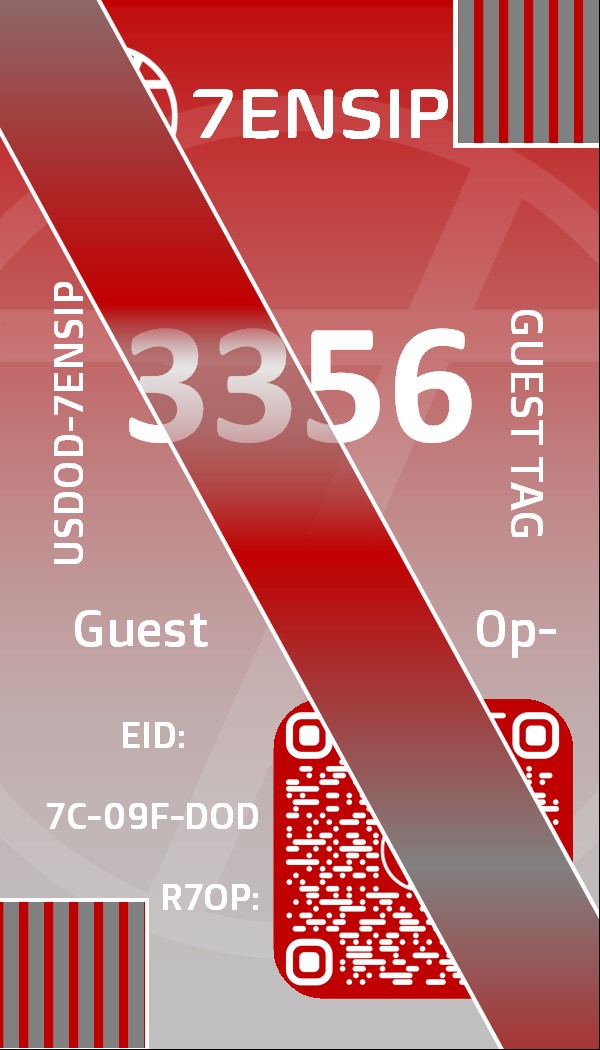 7ENSIP
3356
USDOD-7ENSIP
GUEST TAG
Guest
Op-
EID:
7C-09F-DOD
R7OP: